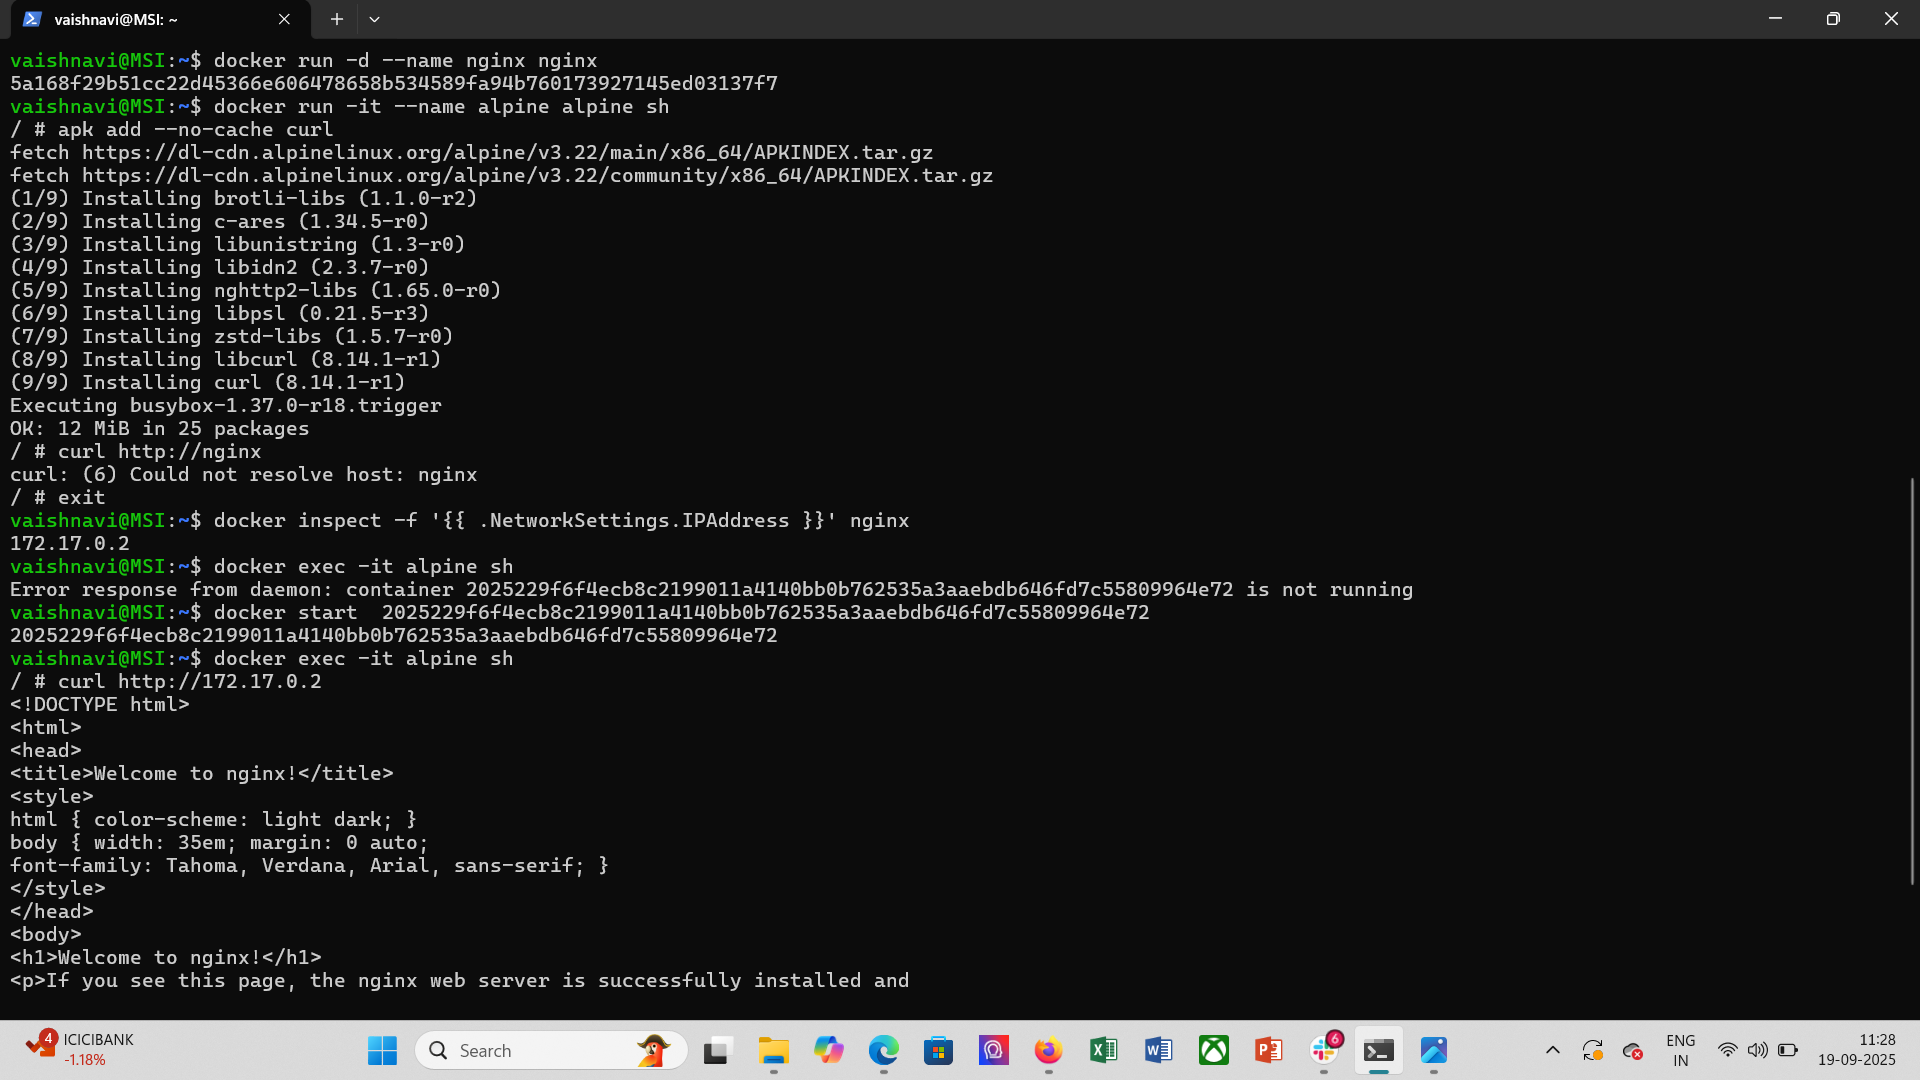 vaishnavi@MSI: ~
vaishnavi@MSI:~$ docker run -d --name nginx nginx
5a168f29b51cc22d45366e606478658b534589fa94b760173927145ed03137f7
vaishnavi@MSI:~$ docker run -it --name alpine alpine sh
/ # apk add --no-cache curl
fetch https://dl-cdn.alpinelinux.org/alpine/v3.22/main/x86_64/APKINDEX.tar.gz
fetch https://dl-cdn.alpinelinux.org/alpine/v3.22/community/x86_64/APKINDEX.tar.gz
(1/9) Installing brotli-libs (1.1.0-r2)
(2/9) Installing c-ares (1.34.5-r0)
(3/9) Installing libunistring (1.3-r0)
(4/9) Installing libidn2 (2.3.7-r0)
(5/9) Installing nghttp2-libs (1.65.0-r0)
(6/9) Installing libpsl (0.21.5-r3)
(7/9) Installing zstd-libs (1.5.7-r0)
(8/9) Installing libcurl (8.14.1-r1)
(9/9) Installing curl (8.14.1-r1)
Executing busybox-1.37.0-r18.trigger
OK: 12 MiB in 25 packages
/ # curl http://nginx
curl: (6) Could not resolve host: nginx
/ # exit
vaishnavi@MSI:~$ docker inspect -f '{{ .NetworkSettings.IPAddress }}' nginx
172.17.0.2
vaishnavi@MSI:~$ docker exec -it alpine sh
Error response from daemon: container 2025229f6f4ecb8c2199011a4140bb0b762535a3aaebdb646fd7c55809964e72 is not running
vaishnavi@MSI:~$ docker start  2025229f6f4ecb8c2199011a4140bb0b762535a3aaebdb646fd7c55809964e72
2025229f6f4ecb8c2199011a4140bb0b762535a3aaebdb646fd7c55809964e72
vaishnavi@MSI:~$ docker exec -it alpine sh
/ # curl http://172.17.0.2
<!DOCTYPE html>
<html>
<head>
<title>Welcome to nginx!</title>
<style>
html { color-scheme: light dark; }
body { width: 35em; margin: 0 auto;
font-family: Tahoma, Verdana, Arial, sans-serif; }
</style>
</head>
<body>
<h1>Welcome to nginx!</h1>
<p>If you see this page, the nginx web server is successfully installed and
4
ICICIBANK
-1.18%
Search
6
ENG
IN
11:28
19-09-2025